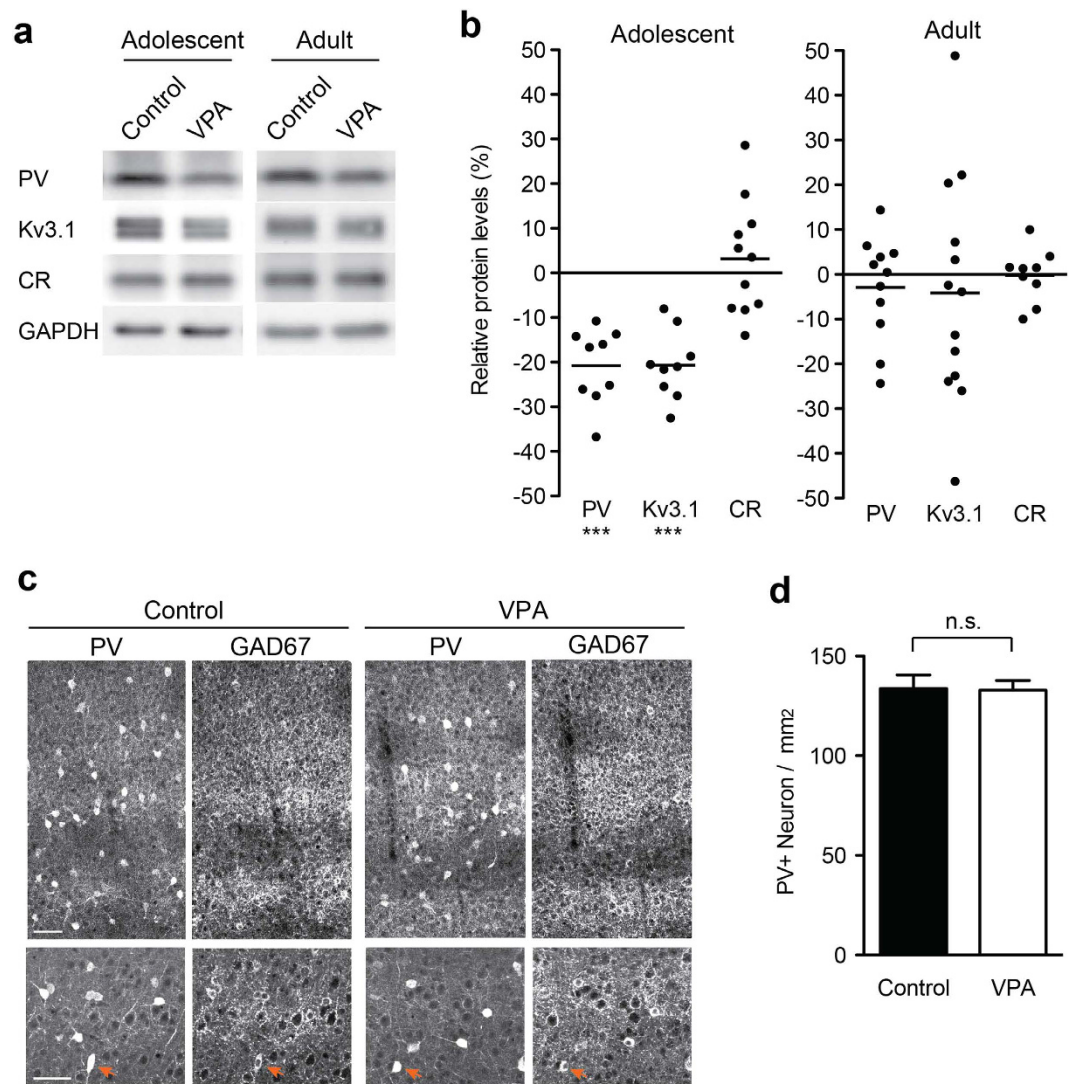 a
Adolescent Adult
Control VPA Control VPA
PV
Kv3.1
CR
GAPDH
b
Adolescent Adult
Relative protein levels (%)
50 50
40 40
30 30
20 20
10 10
0 0
-10 -10
-20 -20
-30 -30
-40 -40
-50 -50
PV Kv3.1 CR PV Kv3.1 CR
*** ***
c
Control VPA
PV GAD67 PV GAD67
d
n.s.
PV+ Neuron / mm2
150
100
50
0
Control VPA